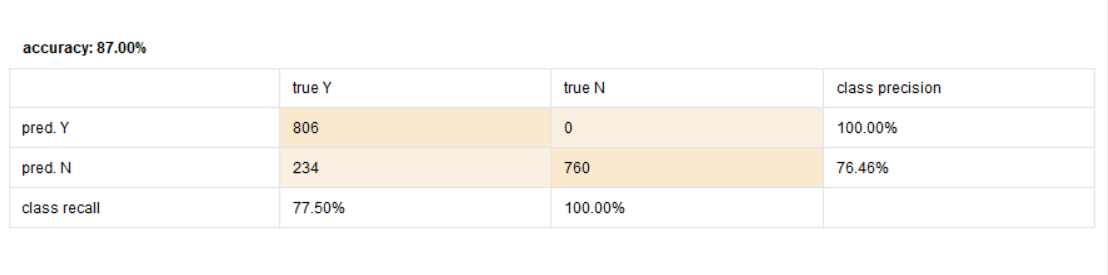 accuracy: 87.00%
true Y true N class precision
pred. Y 806 0 100.00%
pred. N 234 760 76.46%
class recall 77.50% 100.00%